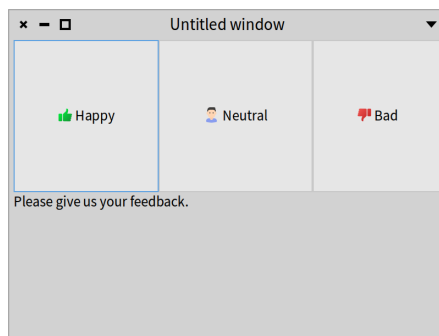 Untitled window
Happy
Neutral
Bad
Please give us your feedback.